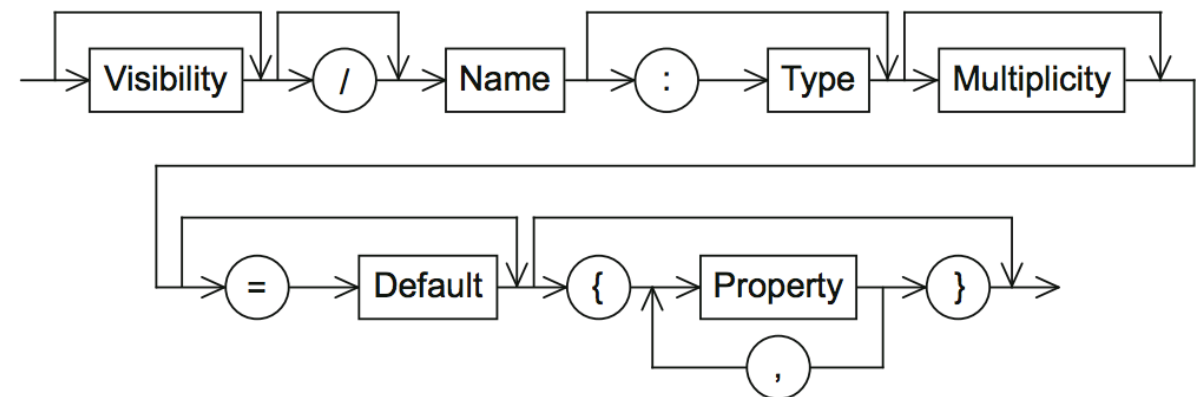 Visibility / Name : Type Multiplicity
= Default { Property }
,